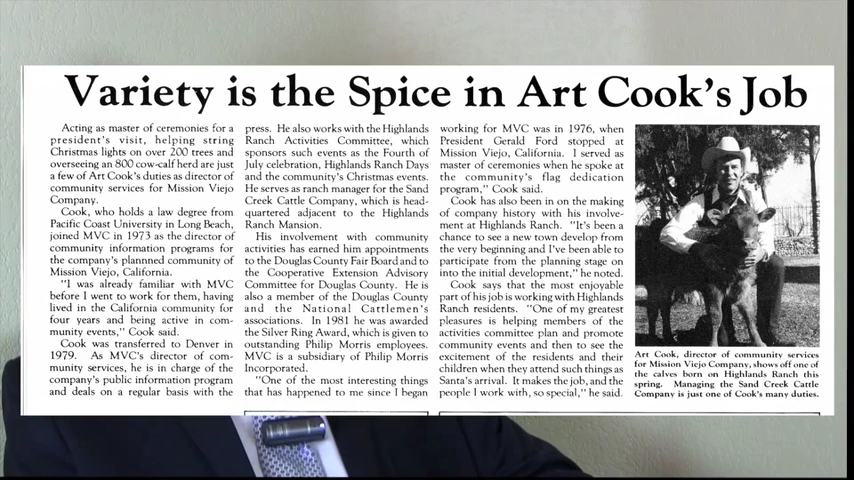 Variety is the Spice in Art Cook's Job
Acting as master of ceremonies for a
president's visit, helping string
Christmas lights on over 200 trees and
overseeing an 800 cow-calf herd are just
a few of Art Cook's duties as director of
community services for Mission Viejo
Company.
Cook, who holds a law degree from
Pacific Coast University in Long Beach,
joined MVC in 1973 as the director of
community information programs for
the company's plannned community of
Mission Viejo, California.
"I was already familiar with MVC
before I went to work for them, having
lived in the California community for
four years and being active in com-
munity events," Cook said.
Cook was transferred to Denver in
1979. As MVC's director of com-
munity services, he is in charge of the
company's public information program
and deals on a regular basis with the
press. He also works with the Highlands
Ranch Activities Committee, which
sponsors such events as the Fourth of
July celebration, Highlands Ranch Days
and the community's Christmas events.
He serves as ranch manager for the Sand
Creek Cattle Company, which is head-
quartered adjacent to the Highlands
Ranch Mansion.
His involvement with community
activities has earned him appointments
to the Douglas County Fair Board and to
the Cooperative Extension Advisory
Committee for Douglas County. He is
also a member of the Douglas County
and the National Cattlemen's
associations. In 1981 he was awarded
the Silver Ring Award, which is given to
outstanding Philip Morris employees.
MVC is a subsidiary of Philip Morris
Incorporated.
"One of the most interesting things
that has happened to me since I began
working for MVC was in 1976, when
President Gerald Ford stopped at
Mission Viejo, California. I served as
master of ceremonies when he spoke at
the community's flag dedication
program," Cook said.
Cook has also been in on the making
of company history with his involve-
ment at Highlands Ranch. "It's been a
chance to see a new town develop from
the very beginning and I've been able to
participate from the planning stage on
into the initial development," he noted.
Cook says that the most enjoyable
part of his job is working with Highlands
Ranch residents. "One of my greatest
pleasures is helping members of the
activities committee plan and promote
community events and then to see the
excitement of the residents and their
children when they attend such things as
Santa's arrival. It makes the job, and the
people I work with, so special," he said.
Art Cook, director of community services
for Mission Viejo Company, shows off one of
the calves born on Highlands Ranch this
spring. Managing the Sand Creek Cattle
Company is just one of Cook's many duties.